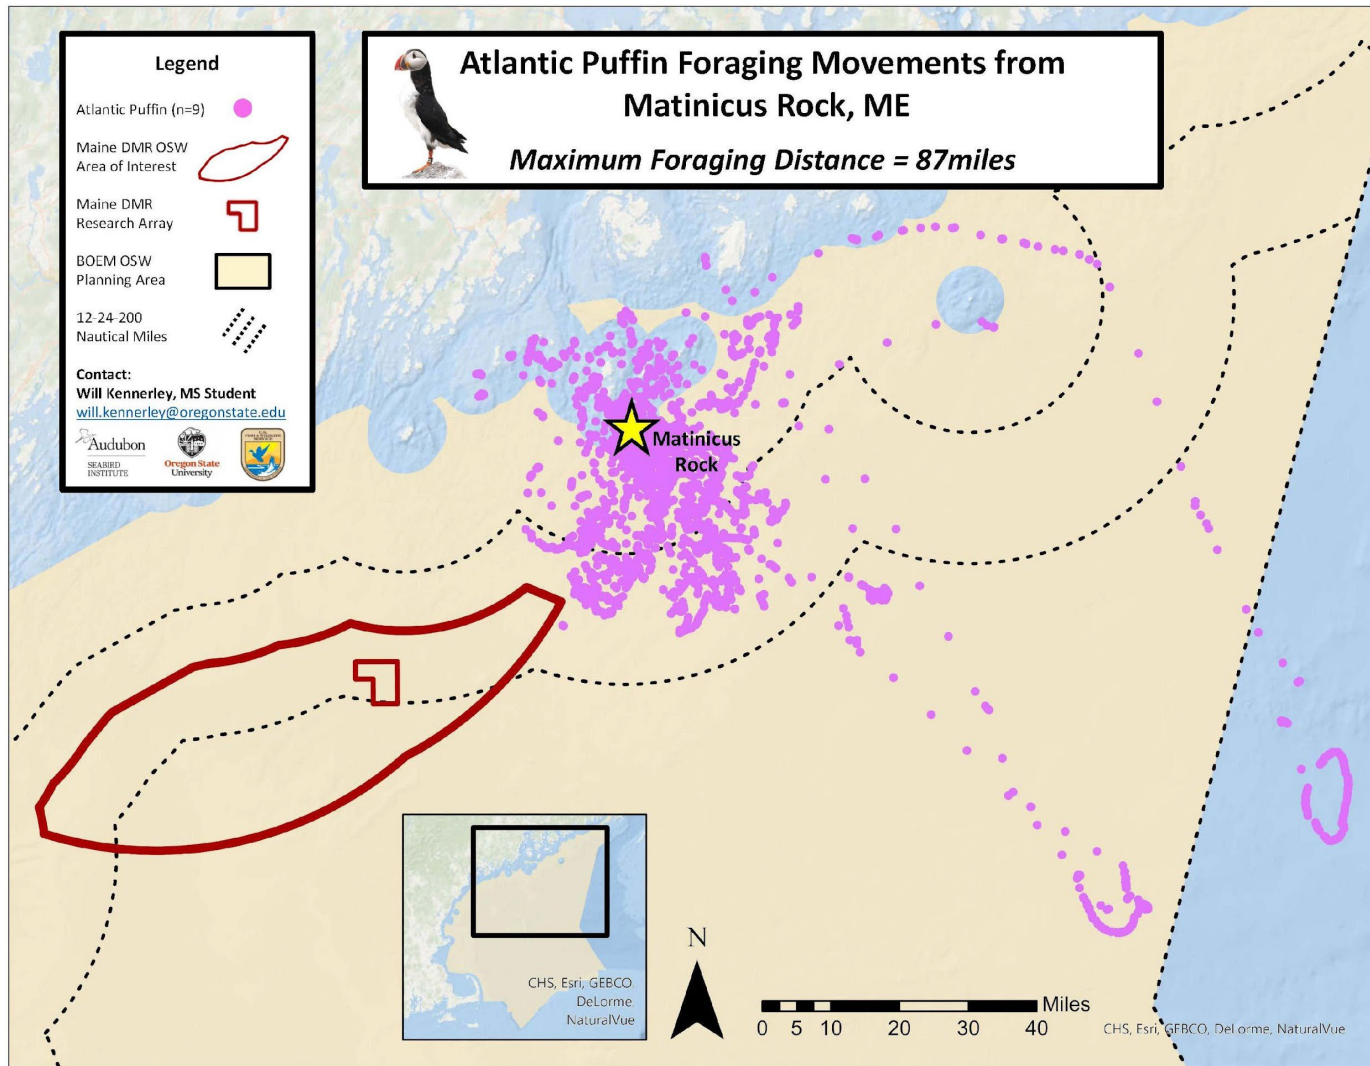 Legend
Atlantic Puffin (n=9)
Maine DMR OSW
Area of Interest
Maine DMR
Research Array
BOEM OSW
Planning Area
12-24-200
Nautical Miles
Contact:
Will Kennerley, MS Student
will.kennerley@oregonstate.edu
Audubon
SEABIRD
INSTITUTE
Oregon State
University
Atlantic Puffin Foraging Movements from
Matinicus Rock, ME
Maximum Foraging Distance = 87miles
Matinicus
Rock
CHS, Esri, GEBCO,
DeLorme,
NaturalVue
N
Miles
0 5 10 20 30 40
CHS, Esri, GEBCO, DeLorme, NaturalVue